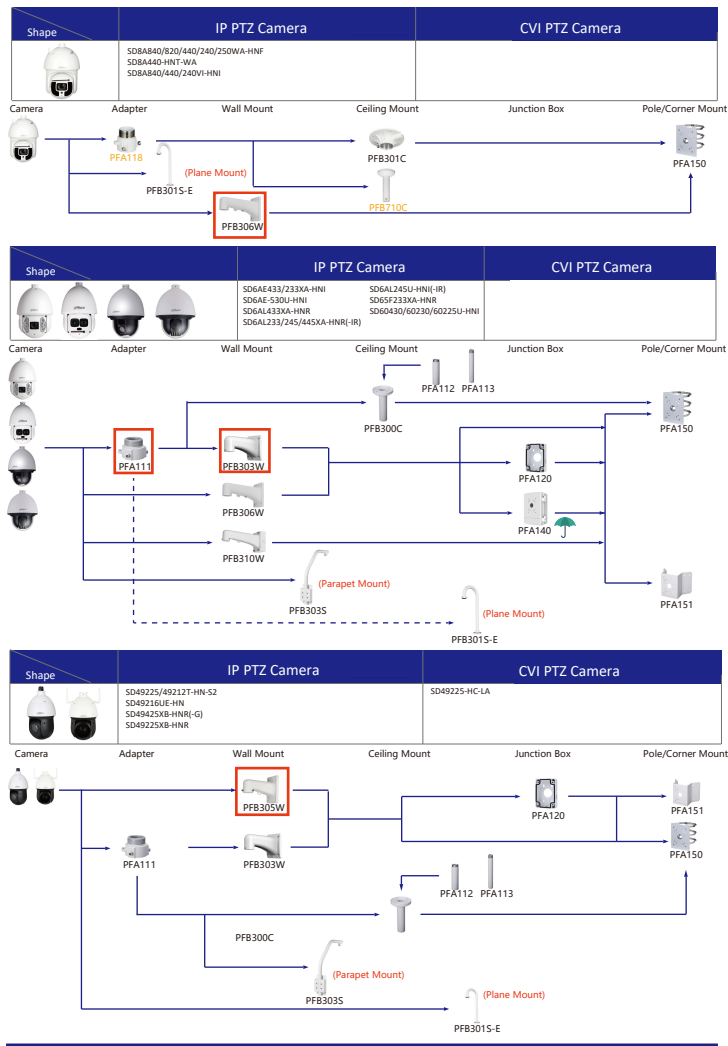 Shape
IP PTZ Camera
CVI PTZ Camera
SD8A840/820/440/240/250WA-HNF
SD8A440-HNT-WA
SD8A840/440/240VI-HNI
Camera
Adapter
Wall Mount
Ceiling Mount
Junction Box
Pole/Corner Mount
PFA118
(Plane Mount)
PFB301S-E
PFB306W
PFB301C
PFB710C
PFA150
Shape
IP PTZ Camera
CVI PTZ Camera
SD6AE433/233XA-HNI
SD6AE-530U-HNI
SD6AL433XA-HNR
SD6AL233/245/445XA-HNR(-IR)
SD6AL245U-HNI(-IR)
SD65F233XA-HNR
SD60430/60230/60225U-HNI
Camera
Adapter
Wall Mount
Ceiling Mount
Junction Box
Pole/Corner Mount
PFA112
PFA113
PFB300C
PFA150
PFA111
PFB303W
PFA120
PFB306W
PFA140
PFB310W
(Parapet Mount)
PFB303S
(Plane Mount)
PFB301S-E
PFA151
Shape
IP PTZ Camera
CVI PTZ Camera
SD49225/49212T-HN-S2
SD49216UE-HN
SD49425XB-HNR(-G)
SD49225XB-HNR
SD49225-HC-LA
Camera
Adapter
Wall Mount
Ceiling Mount
Junction Box
Pole/Corner Mount
PFB305W
PFA120
PFA151
PFA111
PFB303W
PFA150
PFA112
PFA113
PFB300C
(Parapet Mount)
PFB303S
(Plane Mount)
PFB301S-E